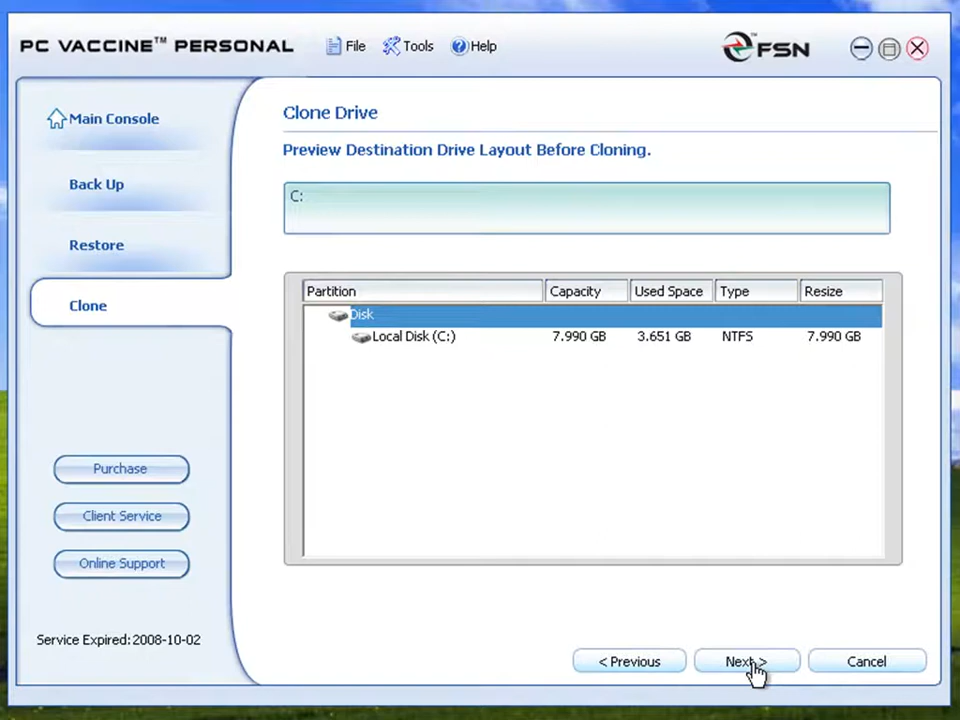 PC VACCINE™ PERSONAL File Tools Help FSN
Main Console
Back Up
Restore
Clone
Purchase
Client Service
Online Support
Service Expired:2008-10-02
Clone Drive
Preview Destination Drive Layout Before Cloning.
C:
Partition Capacity Used Space Type Resize
Disk
Local Disk (C:) 7.990 GB 3.651 GB NTFS 7.990 GB
< Previous Next > Cancel